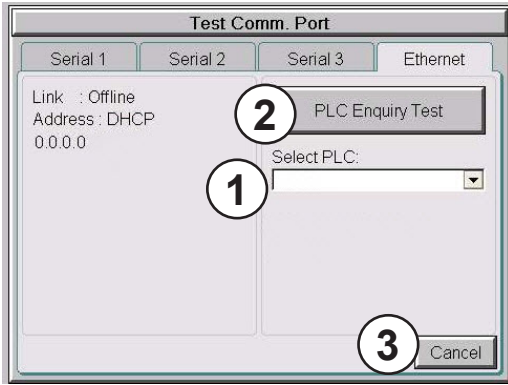 Test Comm. Port
Serial 1 Serial 2 Serial 3 Ethernet
Link : Offline
Address : DHCP
0.0.0.0
2 PLC Enquiry Test
Select PLC:
1
3 Cancel